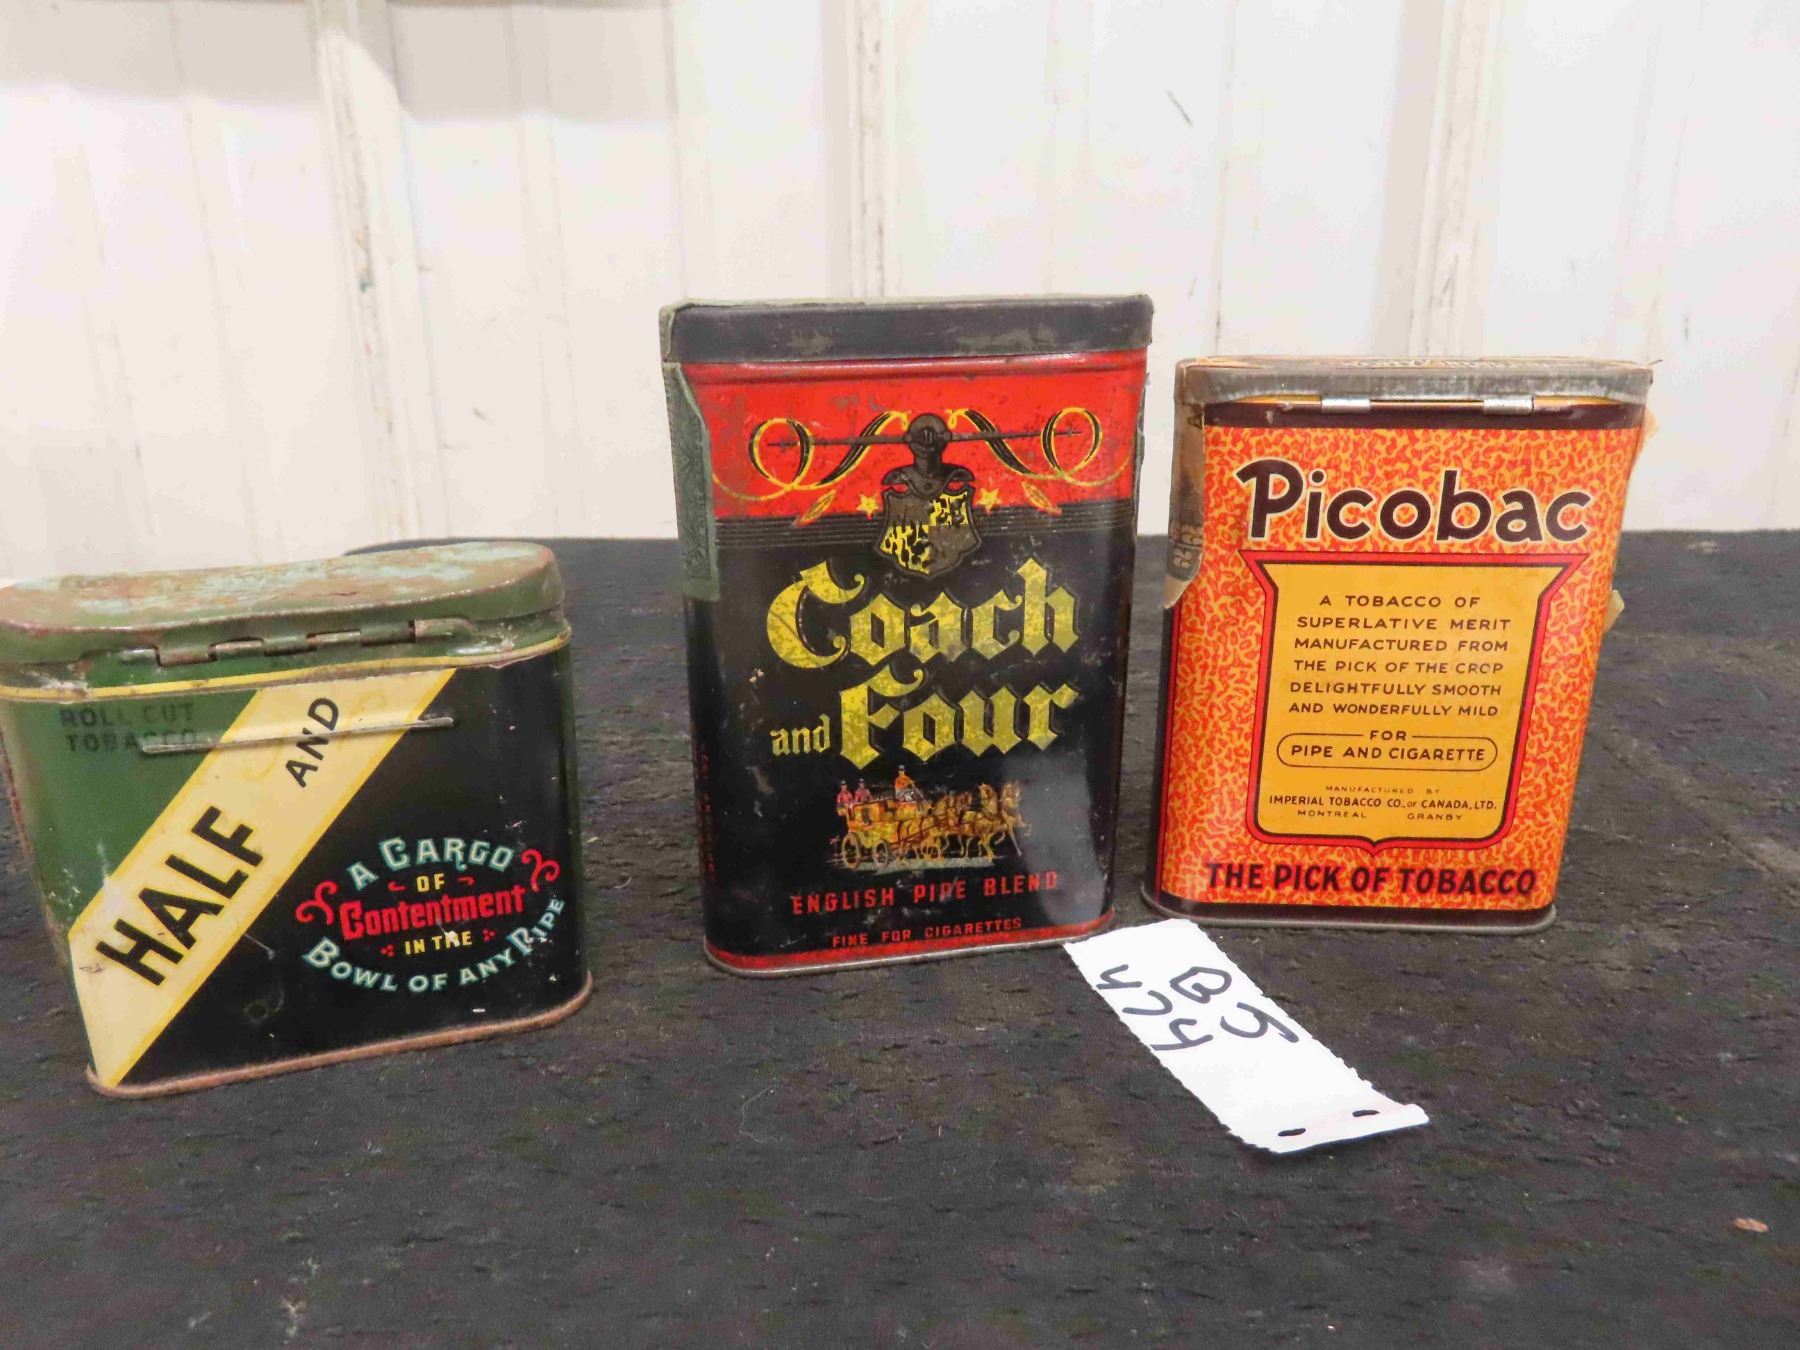 ROLL CUT
TOBACCO
HALF AND
A CARGO
OF
Contentment
IN THE
BOWL OF ANY PIPE
Coach
and Four
ENGLISH PIPE BLEND
FINE FOR CIGARETTES
Picobac
A TOBACCO OF
SUPERLATIVE MERIT
MANUFACTURED FROM
THE PICK OF THE CROP
DELIGHTFULLY SMOOTH
AND WONDERFULLY MILD
FOR
PIPE AND CIGARETTE
MANUFACTURED BY
IMPERIAL TOBACCO CO., OF CANADA, LTD.
MONTREAL GRANBY
THE PICK OF TOBACCO